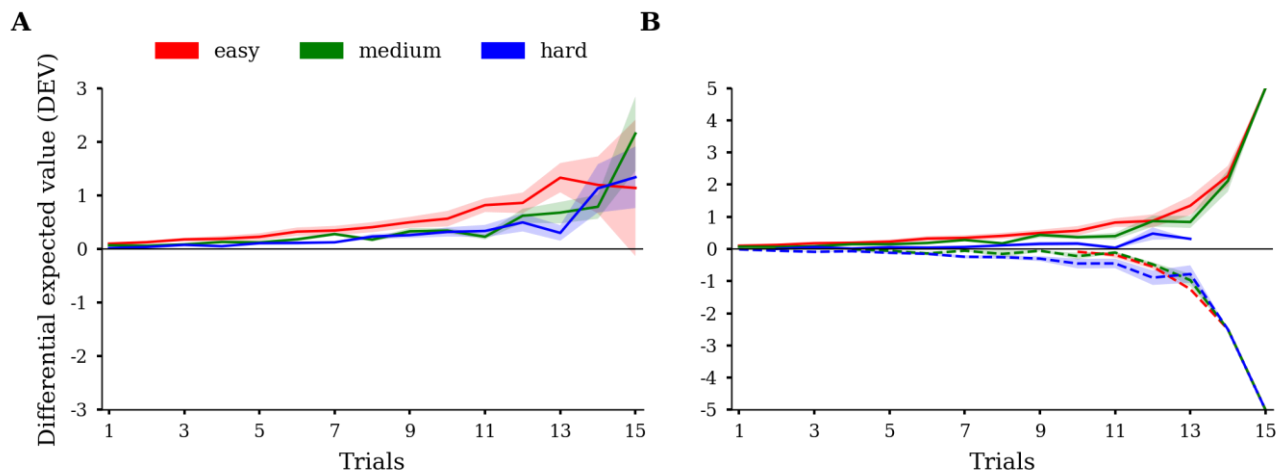 A
B
easy medium hard
Differential expected value (DEV)
3
2
1
0
-1
-2
-3
1 3 5 7 9 11 13 15
Trials
5
4
3
2
1
0
-1
-2
-3
-4
-5
1 3 5 7 9 11 13 15
Trials